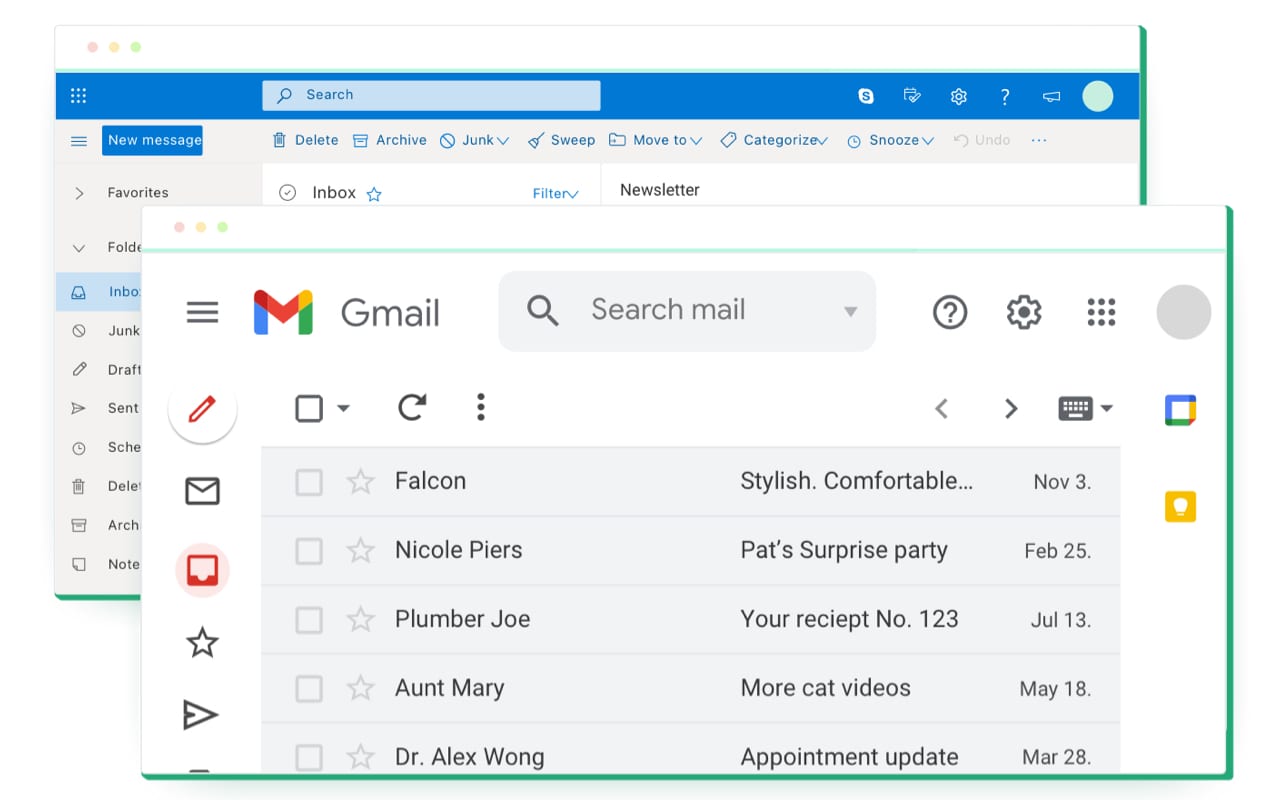 Search
New message
Delete Archive Junk Sweep Move to Categorize Snooze Undo ...
Favorites
Inbox
Filter
Newsletter
Folde
Inbo
Junk
Draft
Sent
Sche
Delet
Arch
Note
Gmail
Search mail
Falcon Stylish. Comfortable... Nov 3.
Nicole Piers Pat’s Surprise party Feb 25.
Plumber Joe Your reciept No. 123 Jul 13.
Aunt Mary More cat videos May 18.
Dr. Alex Wong Appointment update Mar 28.